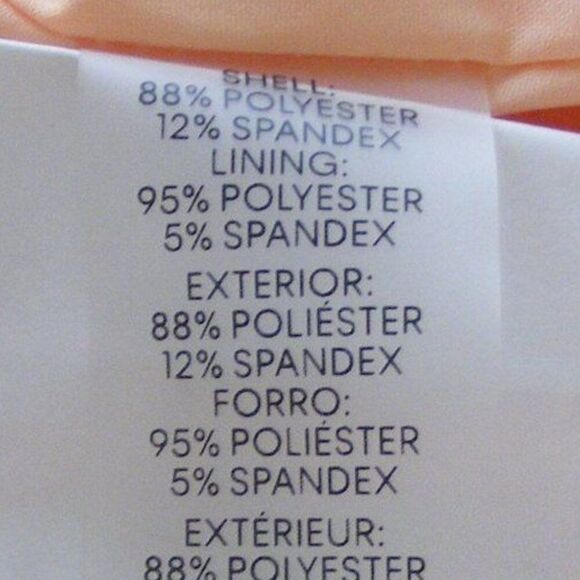 SHELL:
88% POLYESTER
12% SPANDEX
LINING:
95% POLYESTER
5% SPANDEX
EXTERIOR:
88% POLIÉSTER
12% SPANDEX
FORRO:
95% POLIÉSTER
5% SPANDEX
EXTÉRIEUR:
88% POLYESTER